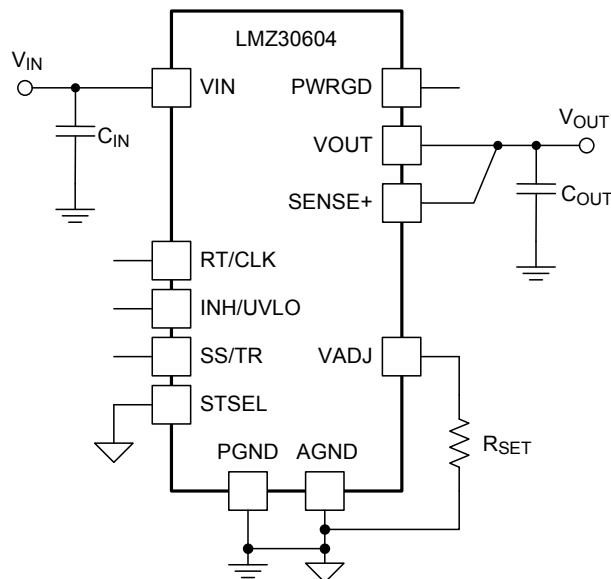 LMZ30604
VIN
VIN
PWRGD
CIN
VOUT
VOUT
SENSE+
COUT
RT/CLK
INH/UVLO
SS/TR
VADJ
STSEL
RSET
PGND
AGND